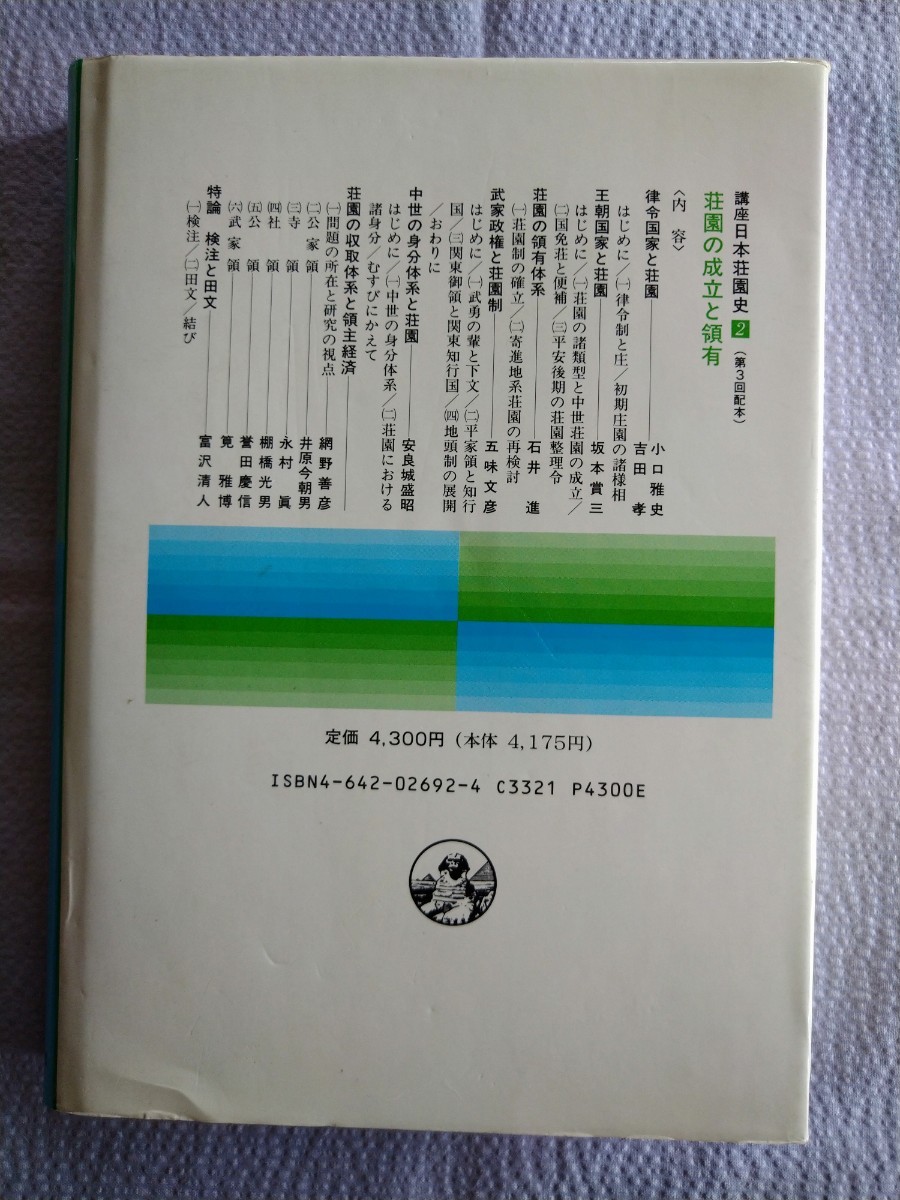 講座日本荘園史 2 （第3回配本）
荘園の成立と領有
〈内 容〉
律令国家と荘園――小口雅史
吉田 孝
はじめに／㈠律令制と庄／初期庄園の諸様相
王朝国家と荘園――坂本賞三
はじめに／㈠荘園の諸類型と中世荘園の成立／
㈡国免荘と便補／㈢平安後期の荘園整理令
荘園の領有体系――石井 進
㈠荘園制の確立／㈡寄進地系荘園の再検討
武家政権と荘園制――五味文彦
はじめに／㈠武勇の輩と下文／㈡平家領と知行
国／㈢関東御領と関東知行国／㈣地頭制の展開
／おわりに
中世の身分体系と荘園――安良城盛昭
はじめに／㈠中世の身分体系／㈡荘園における
諸身分／むすびにかえて
荘園の収取体系と領主経済――
㈠問題の所在と研究の視点――網野善彦
㈡公家領――井原今朝男
㈢寺 領――永村 眞
㈣社 領――棚橋光男
㈤公 領――誉田慶信
㈥武家領――筧 雅博
特論 検注と田文――富沢清人
㈠検注／㈡田文／結び
定価 4,300円（本体 4,175円）
ISBN4-642-02692-4 C3321 P4300E